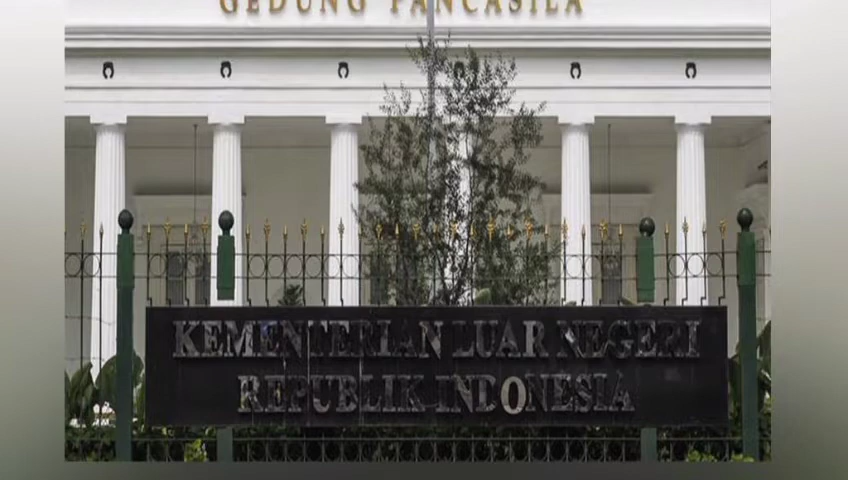 GEDUNG PANCASILA
KEMENTERIAN LUAR NEGERI
REPUBLIK INDONESIA